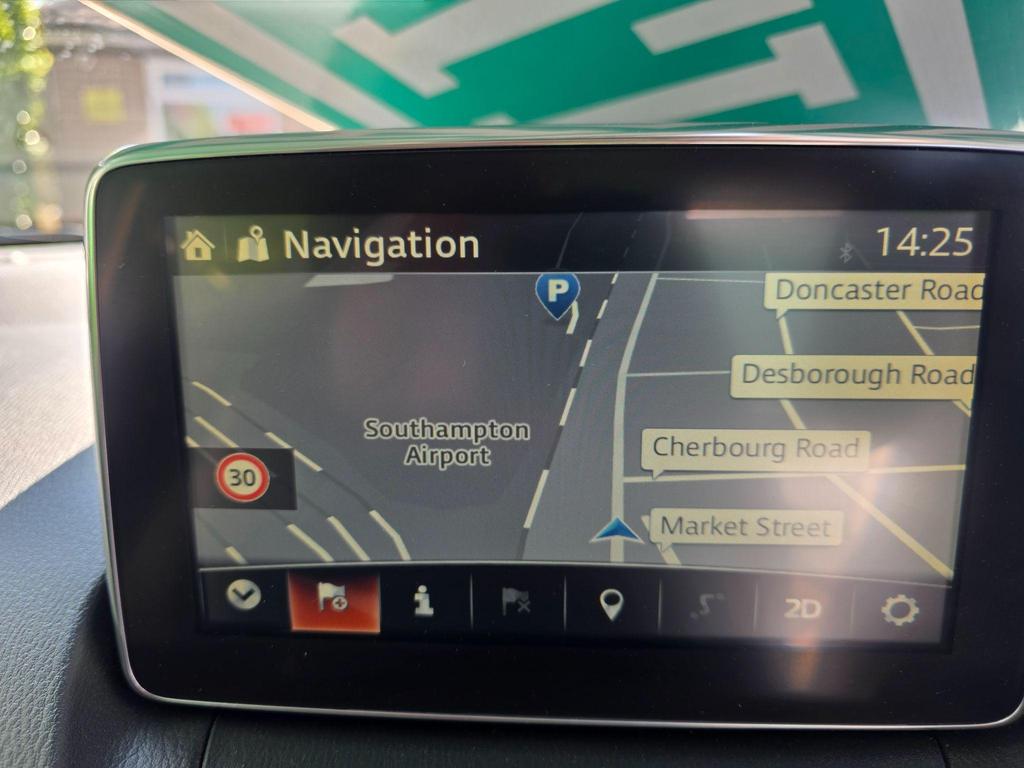 Navigation
14:25
P
Doncaster Road
Desborough Road
Southampton
Airport
Cherbourg Road
30
Market Street
2D